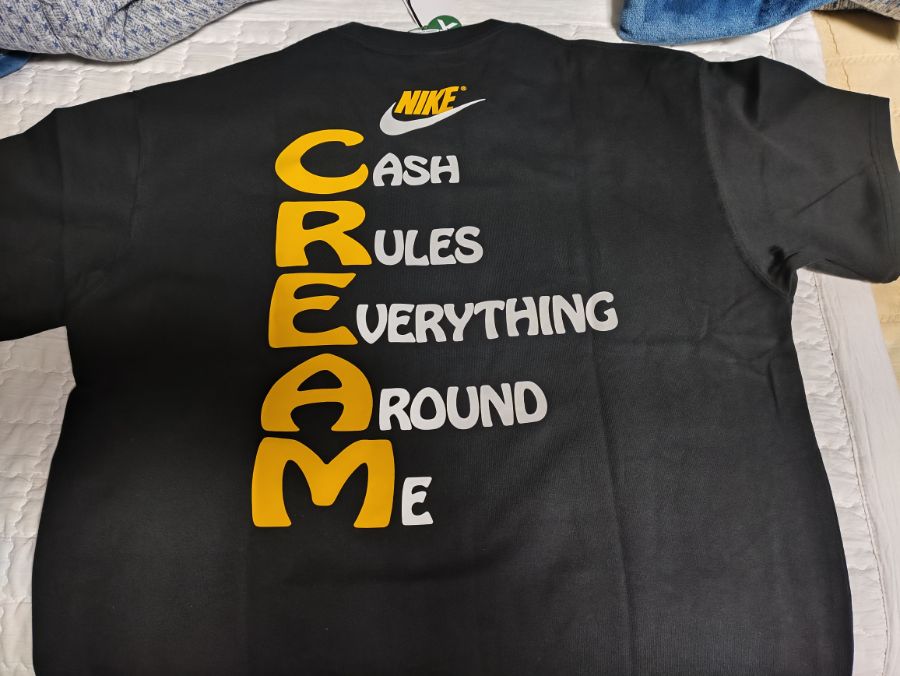 NIKE®
CASH
RULES
EVERYTHING
AROUND
ME